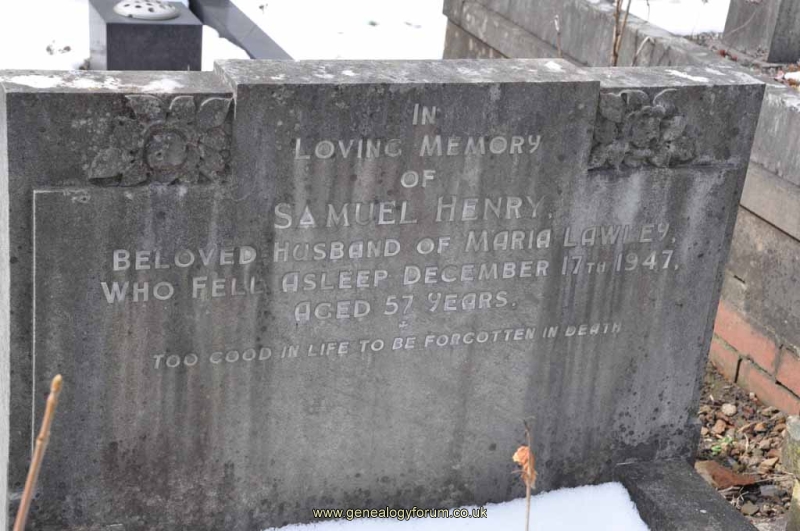 IN
LOVING MEMORY
OF
SAMUEL HENRY,
BELOVED HUSBAND OF MARIA LAWLEY,
WHO FELL ASLEEP DECEMBER 17TH 1947,
AGED 57 YEARS.
TOO GOOD IN LIFE TO BE FORGOTTEN IN DEATH
www.genealogyforum.co.uk